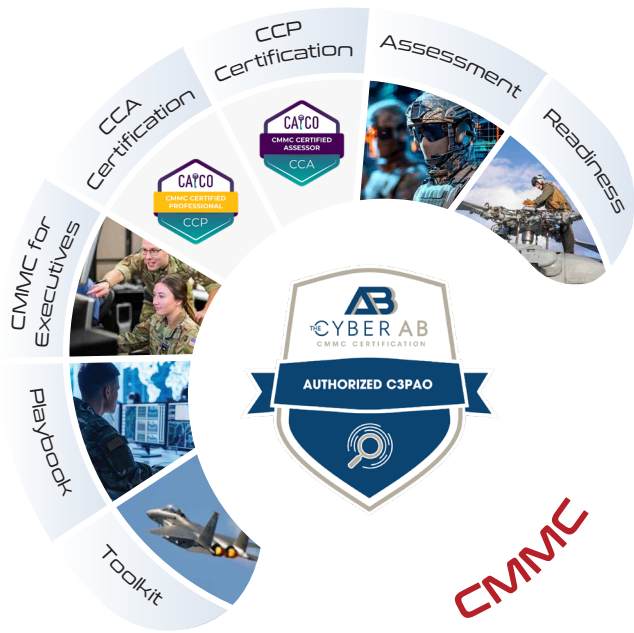 CCP
Certification
Assessment
Readiness
CCA
Certification
CMMC for
Executives
Playbook
Toolkit
CAICO
CMMC CERTIFIED
ASSESSOR
CCA
CAICO
CMMC CERTIFIED
PROFESSIONAL
CCP
AB
THE CYBER AB
CMMC CERTIFICATION
AUTHORIZED C3PAO
CMMC